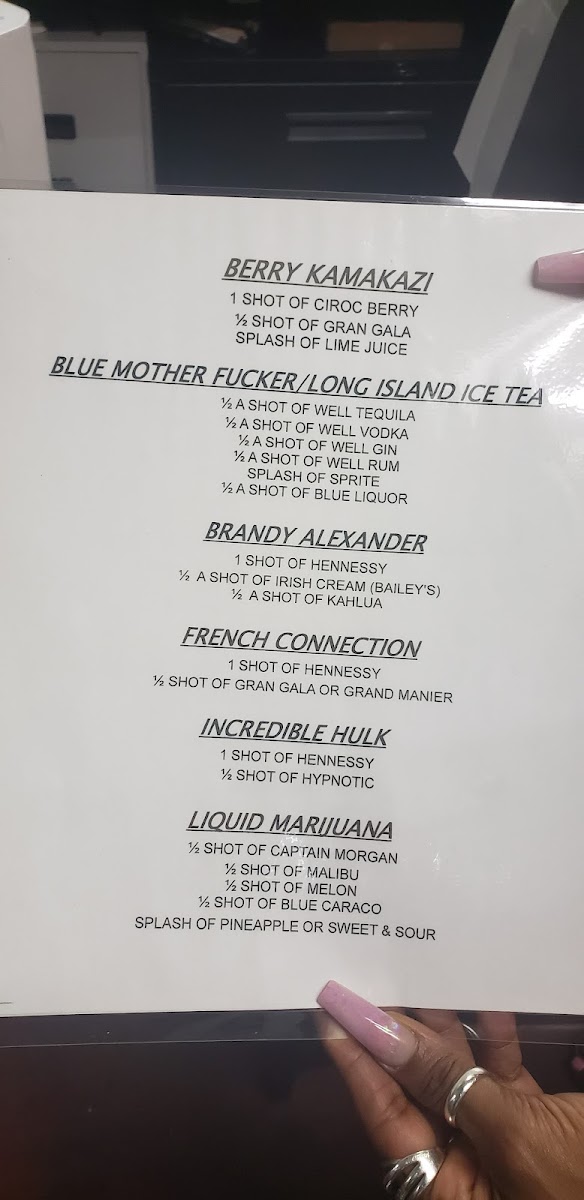 BERRY KAMAKAZI
1 SHOT OF CIROC BERRY
½ SHOT OF GRAN GALA
SPLASH OF LIME JUICE
BLUE MOTHER FUCKER/LONG ISLAND ICE TEA
½ A SHOT OF WELL TEQUILA
½ A SHOT OF WELL VODKA
½ A SHOT OF WELL GIN
½ A SHOT OF WELL RUM
SPLASH OF SPRITE
½ A SHOT OF BLUE LIQUOR
BRANDY ALEXANDER
1 SHOT OF HENNESSY
½ A SHOT OF IRISH CREAM (BAILEY'S)
½ A SHOT OF KAHLUA
FRENCH CONNECTION
1 SHOT OF HENNESSY
½ SHOT OF GRAN GALA OR GRAND MANIER
INCREDIBLE HULK
1 SHOT OF HENNESSY
½ SHOT OF HYPNOTIC
LIQUID MARIJUANA
½ SHOT OF CAPTAIN MORGAN
½ SHOT OF MALIBU
½ SHOT OF MELON
½ SHOT OF BLUE CARACO
SPLASH OF PINEAPPLE OR SWEET & SOUR